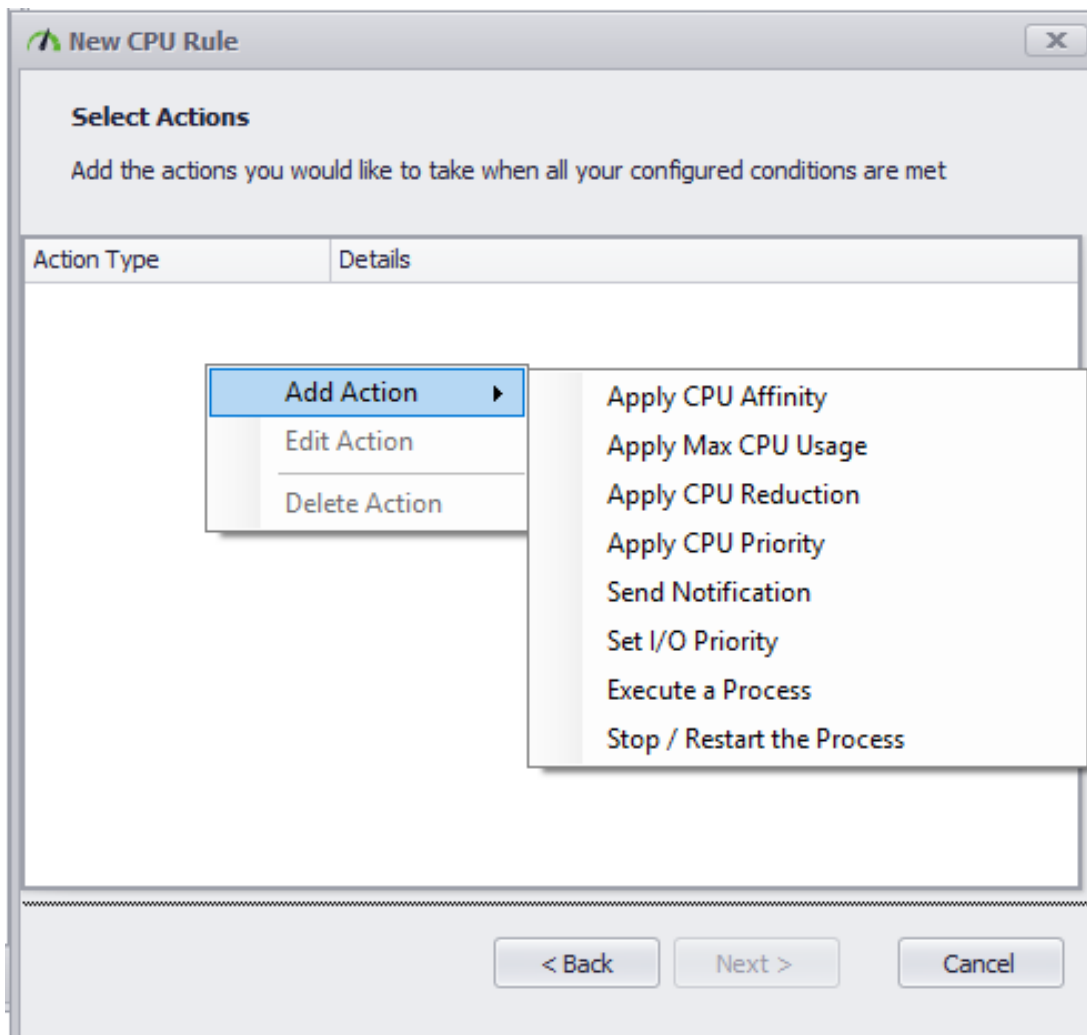 New CPU Rule
Select Actions
Add the actions you would like to take when all your configured conditions are met
Action Type Details
Add Action
Edit Action
Delete Action
Apply CPU Affinity
Apply Max CPU Usage
Apply CPU Reduction
Apply CPU Priority
Send Notification
Set I/O Priority
Execute a Process
Stop / Restart the Process
< Back Next > Cancel